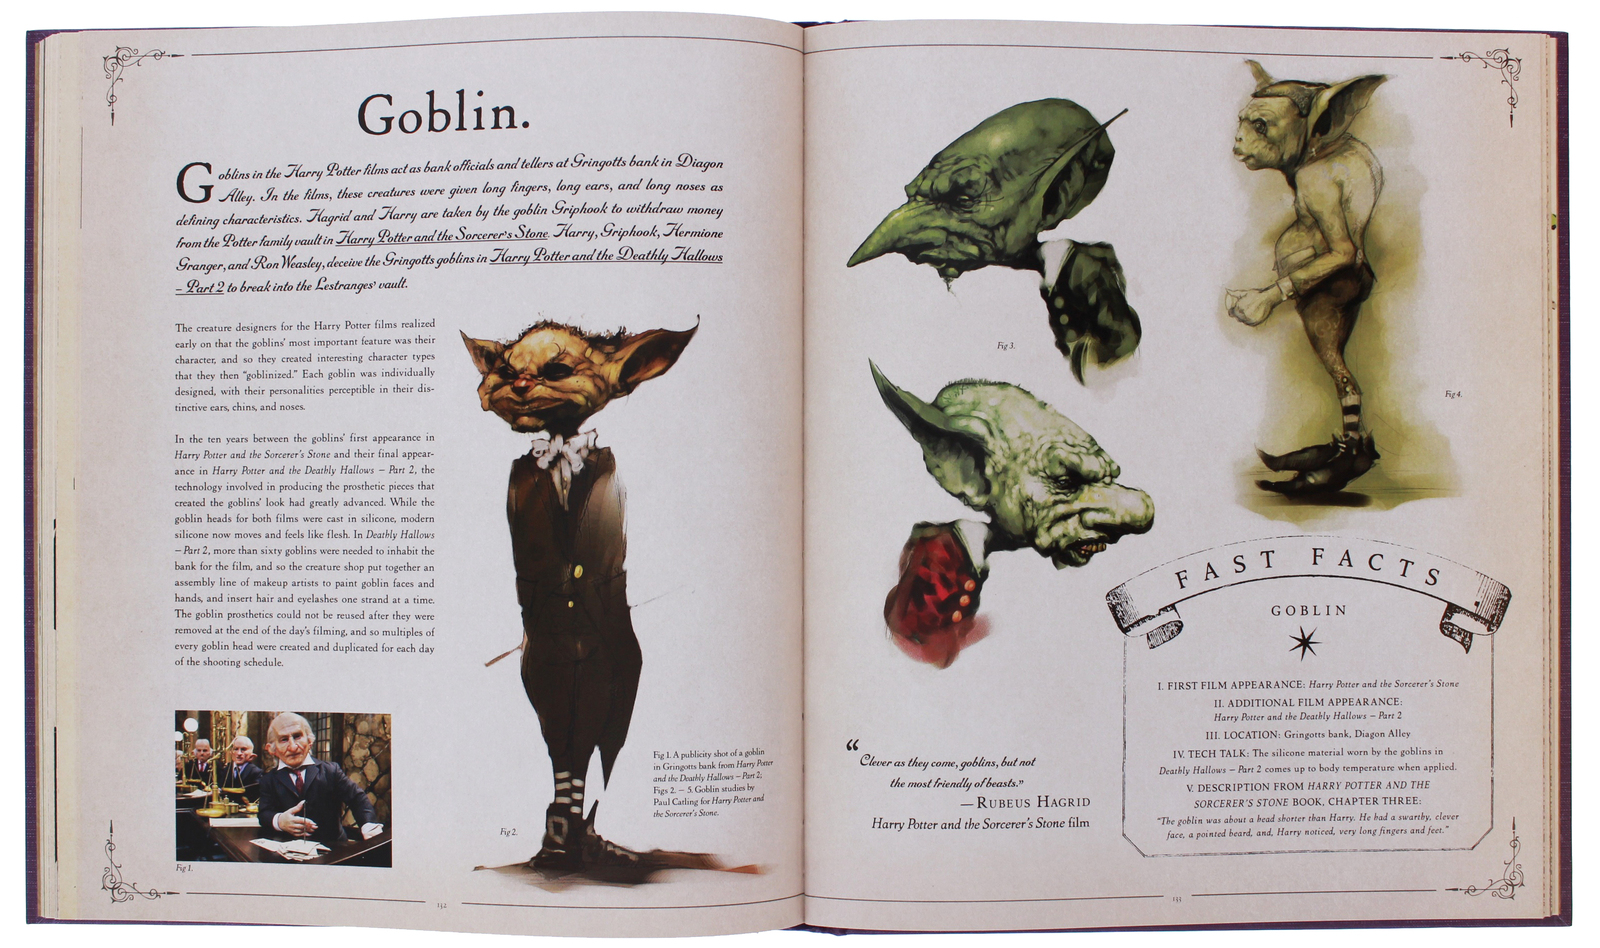 Goblin.
Goblins in the Harry Potter films act as bank officials and tellers at Gringotts bank in Diagon
Alley. In the films, these creatures were given long fingers, long ears, and long noses as
defining characteristics. Hagrid and Harry are taken by the goblin Griphook to withdraw money
from the Potter family vault in Harry Potter and the Sorcerer's Stone. Harry, Griphook, Hermione
Granger, and Ron Weasley, deceive the Gringotts goblins in Harry Potter and the Deathly Hallows
– Part 2 to break into the Lestranges' vault.
The creature designers for the Harry Potter films realized
early on that the goblins' most important feature was their
character, and so they created interesting character types
that they then "goblinized." Each goblin was individually
designed, with their personalities perceptible in their dis-
tinctive ears, chins, and noses.
In the ten years between the goblins' first appearance in
Harry Potter and the Sorcerer's Stone and their final appear-
ance in Harry Potter and the Deathly Hallows – Part 2, the
technology involved in producing the prosthetic pieces that
created the goblins' look had greatly advanced. While the
goblin heads for both films were cast in silicone, modern
silicone now moves and feels like flesh. In Deathly Hallows
– Part 2, more than sixty goblins were needed to inhabit the
bank for the film, and so the creature shop put together an
assembly line of makeup artists to paint goblin faces and
hands, and insert hair and eyelashes one strand at a time.
The goblin prosthetics could not be reused after they were
removed at the end of the day's filming, and so multiples of
every goblin head were created and duplicated for each day
of the shooting schedule.
Fig 1.
Fig 2.
Fig 1. A publicity shot of a goblin
in Gringotts bank from Harry Potter
and the Deathly Hallows – Part 2;
Figs 2. – 5. Goblin studies by
Paul Catling for Harry Potter and
the Sorcerer's Stone.
132
Fig 3.
Fig 4.
"Clever as they come, goblins, but not
the most friendly of beasts."
— RUBEUS HAGRID
Harry Potter and the Sorcerer's Stone film
FAST FACTS
GOBLIN
I. FIRST FILM APPEARANCE: Harry Potter and the Sorcerer's Stone
II. ADDITIONAL FILM APPEARANCE:
Harry Potter and the Deathly Hallows – Part 2
III. LOCATION: Gringotts bank, Diagon Alley
IV. TECH TALK: The silicone material worn by the goblins in
Deathly Hallows – Part 2 comes up to body temperature when applied.
V. DESCRIPTION FROM HARRY POTTER AND THE
SORCERER'S STONE BOOK, CHAPTER THREE:
"The goblin was about a head shorter than Harry. He had a swarthy, clever
face, a pointed beard, and, Harry noticed, very long fingers and feet."
133